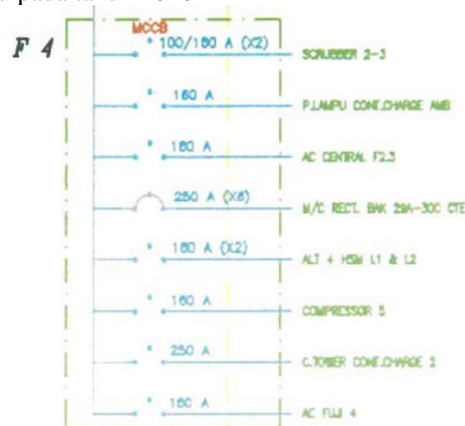 F 4
MCCB
100/160 A (X2) SCRUBBER 2-3
160 A P.LAMPU CONT.CHARGE AMB
160 A AC CENTRAL F2.3
250 A (X6) M/C RECT. BAK 29A-30C CTE
160 A (X2) ALT + HSM L1 & L2
160 A COMPRESSOR 5
250 A C.TOWER CONT.CHARGE 2
160 A AC FUJI 4